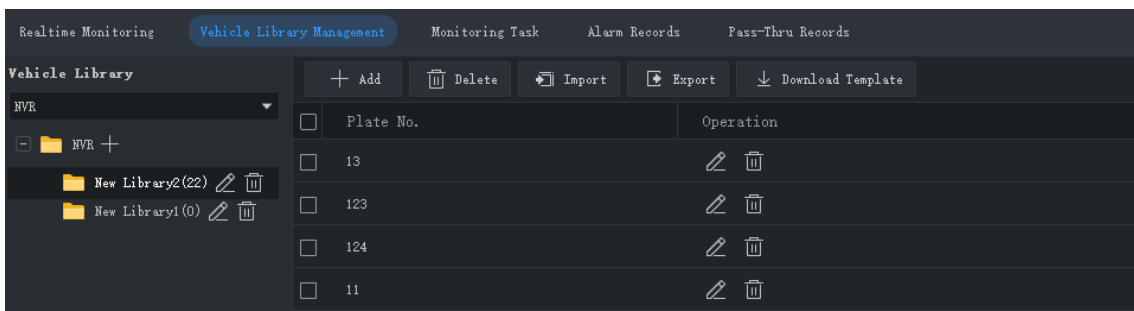 Realtime Monitoring Vehicle Library Management Monitoring Task Alarm Records Pass-Thru Records
Vehicle Library
NVR
NVR
New Library2(22)
New Library1(0)
Add Delete Import Export Download Template
Plate No. Operation
13
123
124
11